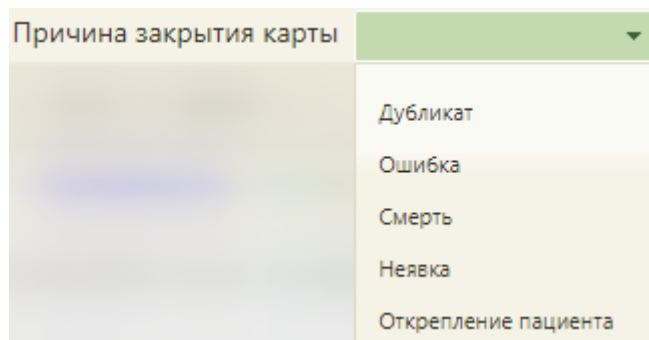 Причина закрытия карты
Дубликат
Ошибка
Смерть
Неявка
Открепление пациента